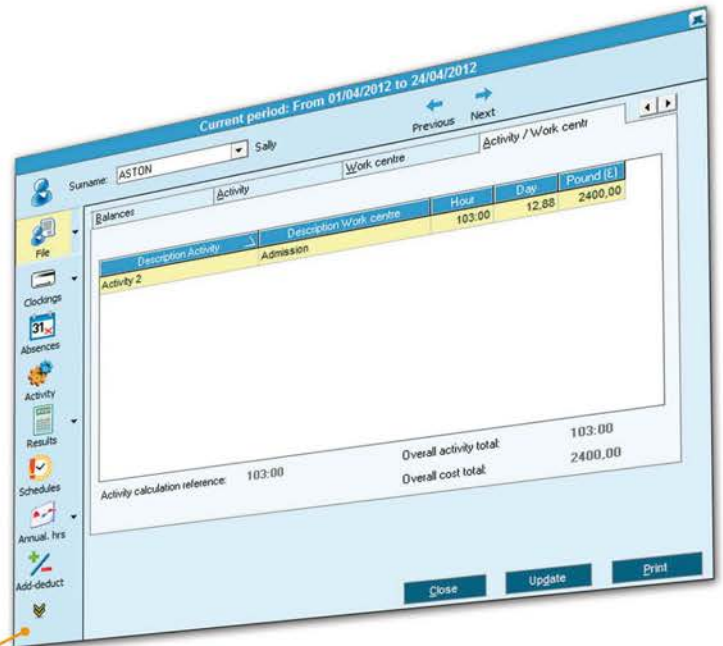 Current period: From 01/04/2012 to 24/04/2012
Previous Next
Surname: ASTON Sally
File
Clockings
31
Absences
Activity
Results
Schedules
Annual. hrs
Add-deduct
Balances Activity Work centre Activity / Work centr
Description Activity Description Work centre Hour Day Pound (£)
Activity 2 Admission 103:00 12,88 2400,00
Activity calculation reference: 103:00 Overall activity total: 103:00
Overall cost total: 2400,00
Close Update Print